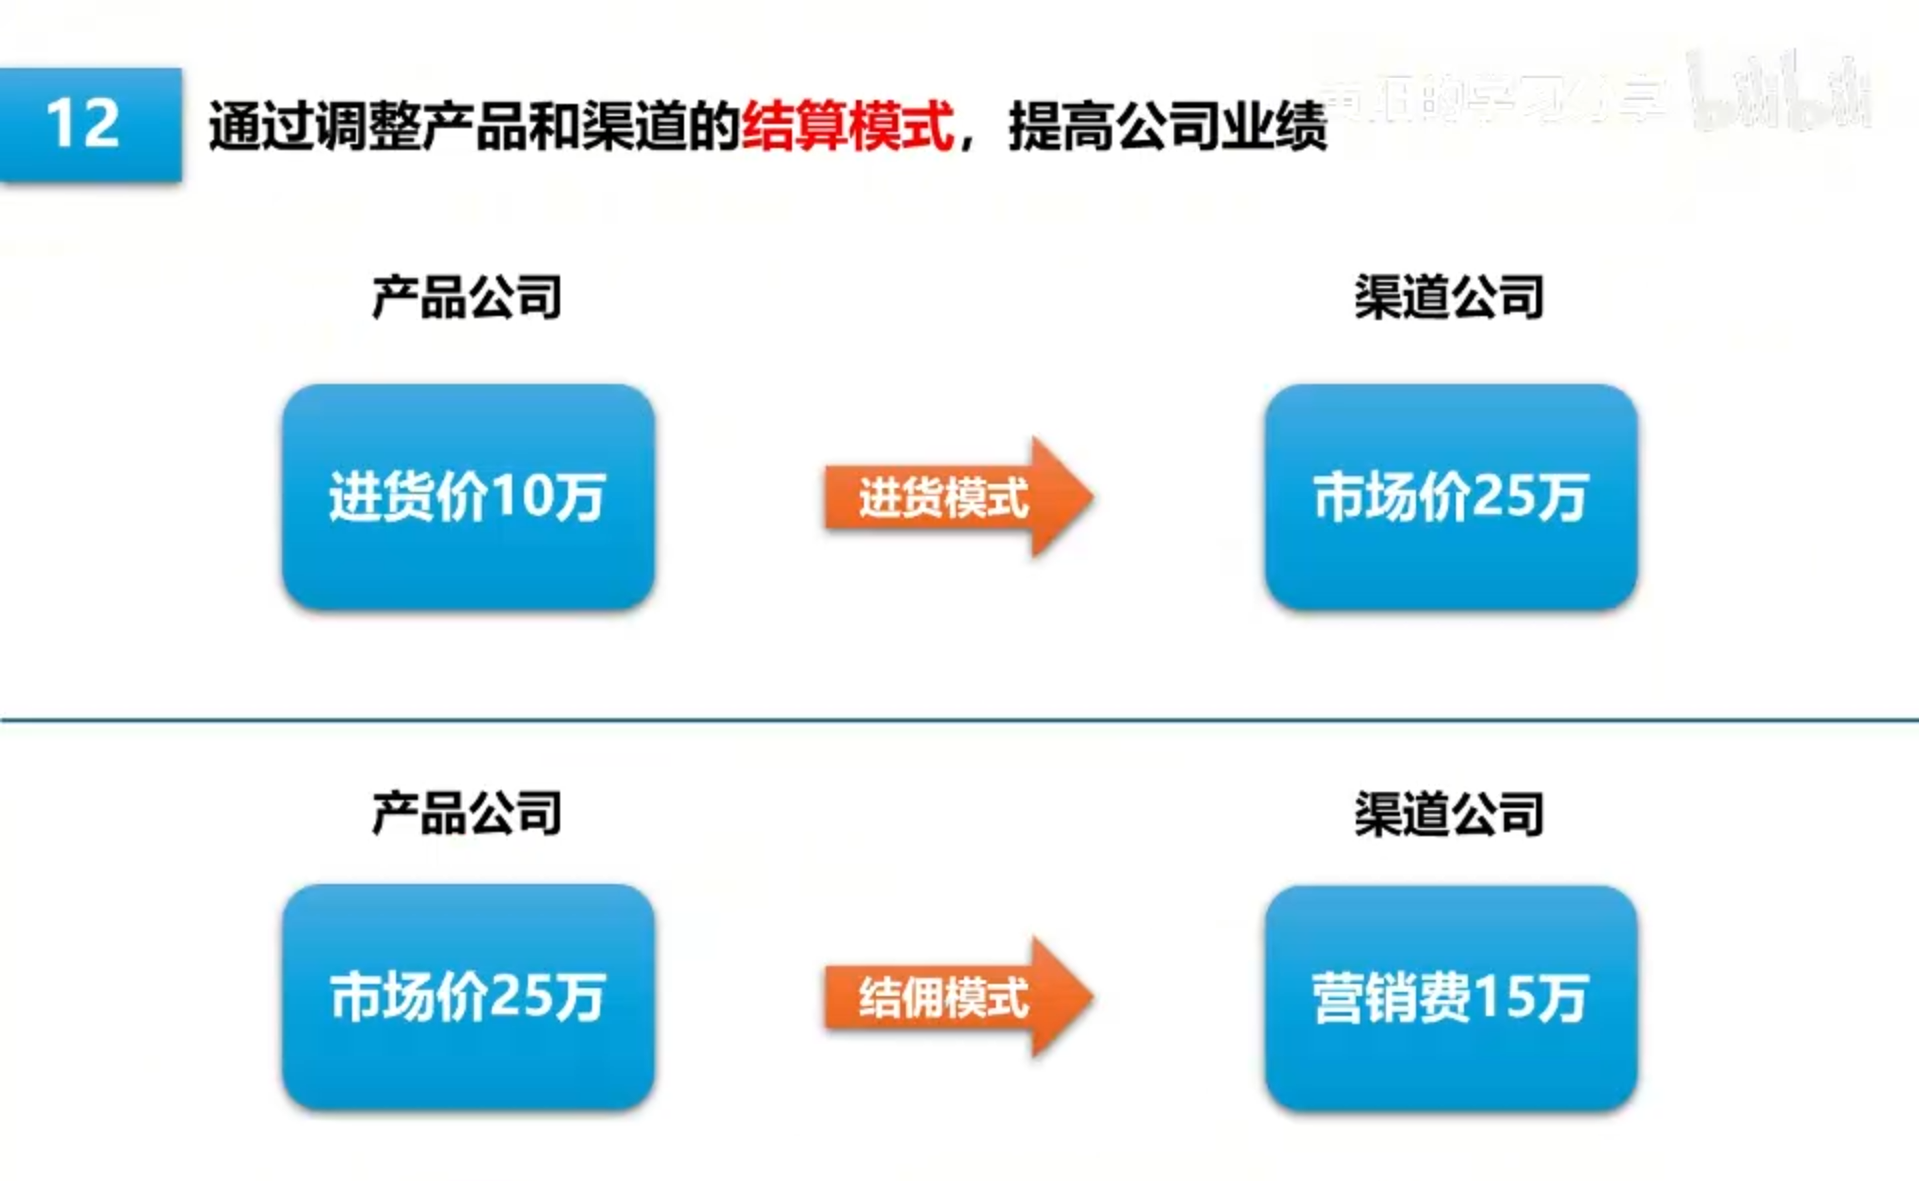 12
通过调整产品和渠道的结算模式，提高公司业绩
bilibili
产品公司
渠道公司
进货价10万
进货模式
市场价25万
产品公司
渠道公司
市场价25万
结佣模式
营销费15万